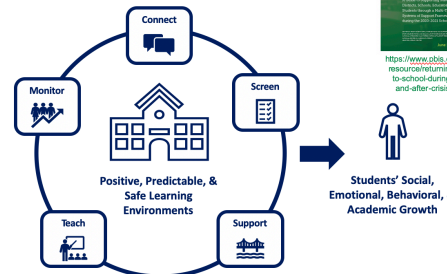 Connect
Screen
Monitor
Positive, Predictable, &
Safe Learning
Environments
Teach
Support
https://www.pbis.
resource/returnin
to-school-during
and-after-crisis
Students' Social,
Emotional, Behavioral,
Academic Growth